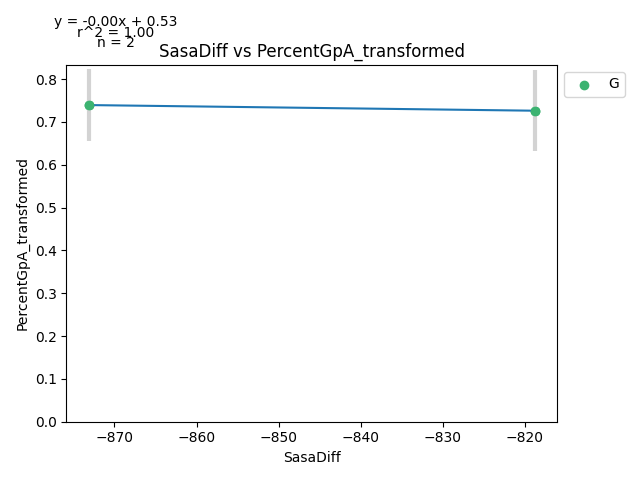 y = -0.00x + 0.53
r^2 = 1.00
n = 2
SasaDiff vs PercentGpA_transformed
G
PercentGpA_transformed
0.8
0.7
0.6
0.5
0.4
0.3
0.2
0.1
0.0
−870
−860
−850
−840
−830
−820
SasaDiff